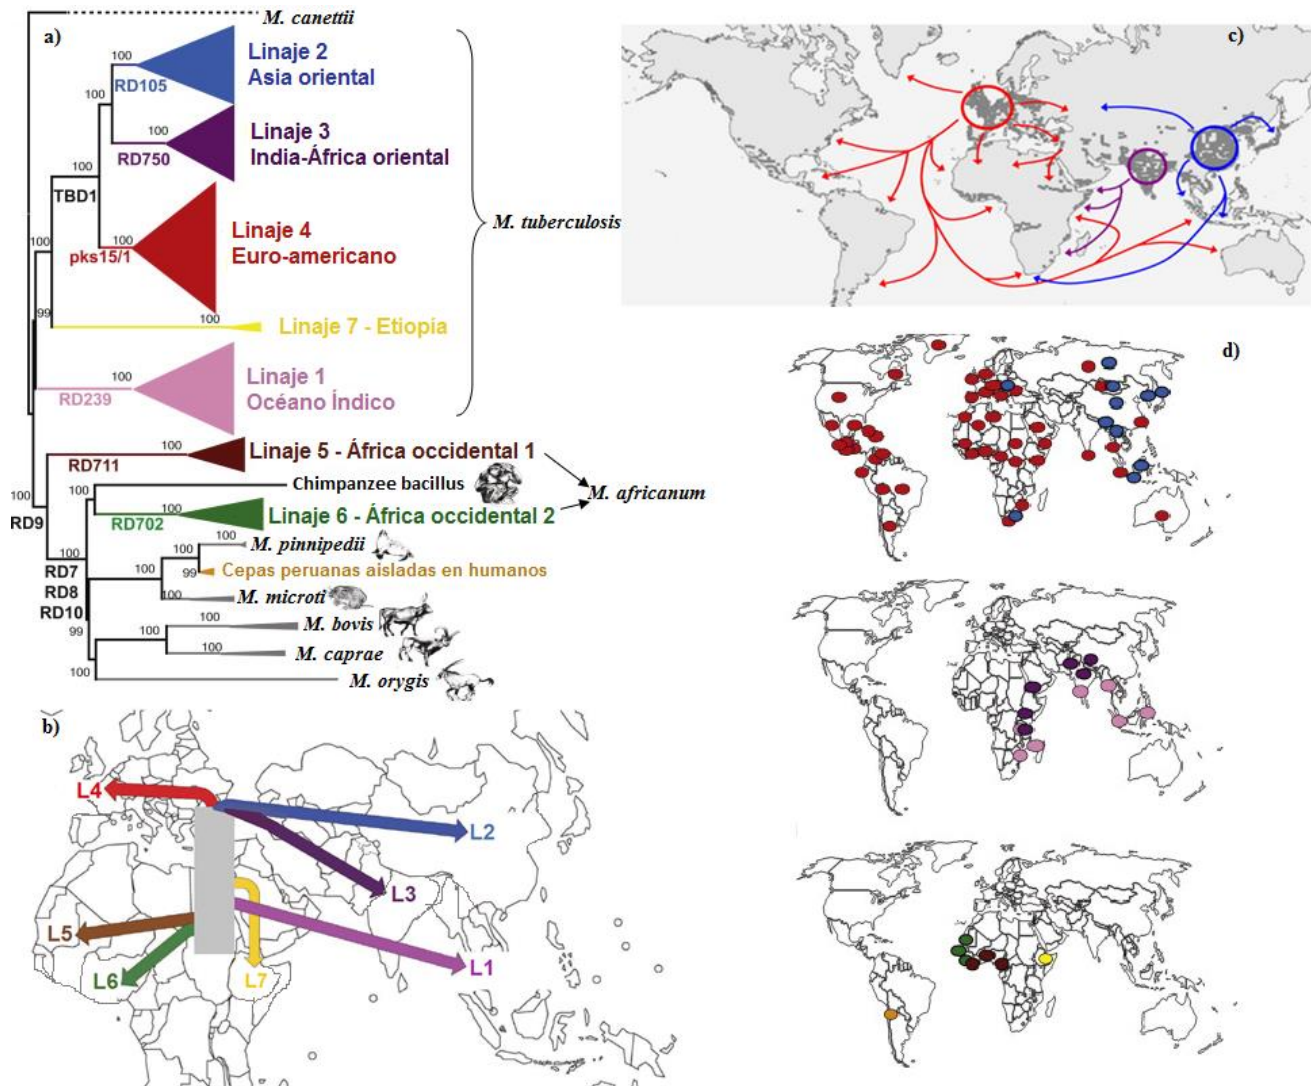 a)
M. canettii
100
Linaje 2
Asia oriental
RD105
100
100
Linaje 3
India-África oriental
RD750
100
TBD1
M. tuberculosis
100
100
pks15/1
Linaje 4
Euro-americano
99
100
Linaje 7 - Etiopía
100
RD239
Linaje 1
Océano Índico
100
RD711
Linaje 5 - África occidental 1
100
RD9
Chimpanzee bacillus
M. africanum
100
RD702
Linaje 6 - África occidental 2
100
RD7
RD8
RD10
100
100
M. pinnipedii
99
Cepas peruanas aisladas en humanos
100
M. microti
99
100
100
M. bovis
100
M. caprae
100
M. orygis
b)
L4
L2
L3
L5
L6
L7
L1
c)
d)